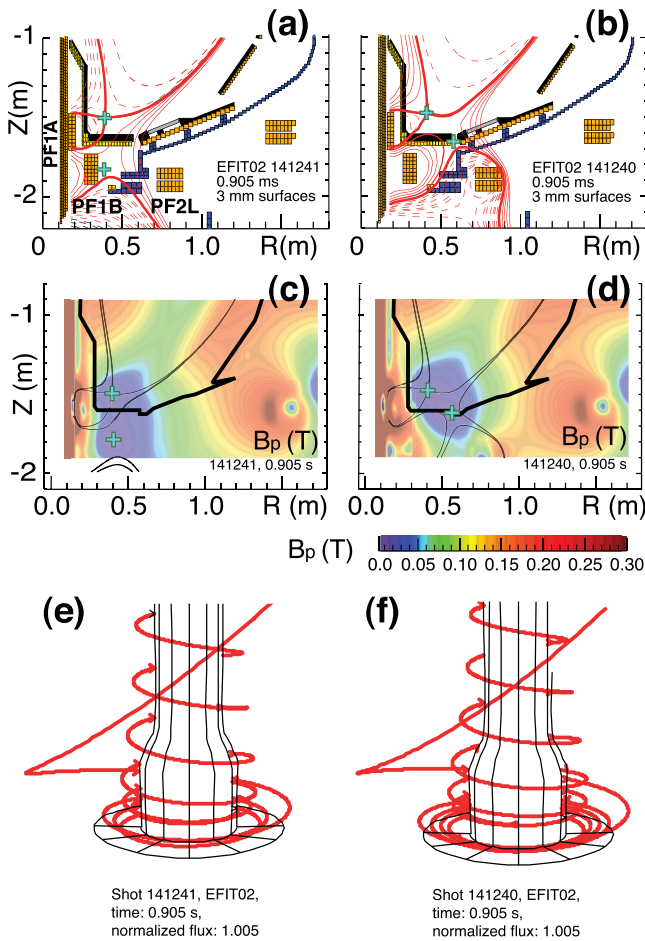 (a)
(b)
-1
Z(m)
-2
PF1A
PF1B
PF2L
EFIT02 141241
0.905 ms
3 mm surfaces
0 0.5 1.0 R(m)
-1
-2
EFIT02 141240
0.905 ms
3 mm surfaces
0 0.5 1.0 R(m)
(c)
(d)
-1
Z (m)
-2
Bp (T)
141241, 0.905 s
0 0.5 1.0 R (m)
Bp (T)
141240, 0.905 s
0 0.5 1.0 R (m)
Bp (T)
0.0 0.05 0.10 0.15 0.20 0.25 0.30
(e)
(f)
Shot 141241, EFIT02,
time: 0.905 s,
normalized flux: 1.005
Shot 141240, EFIT02,
time: 0.905 s,
normalized flux: 1.005